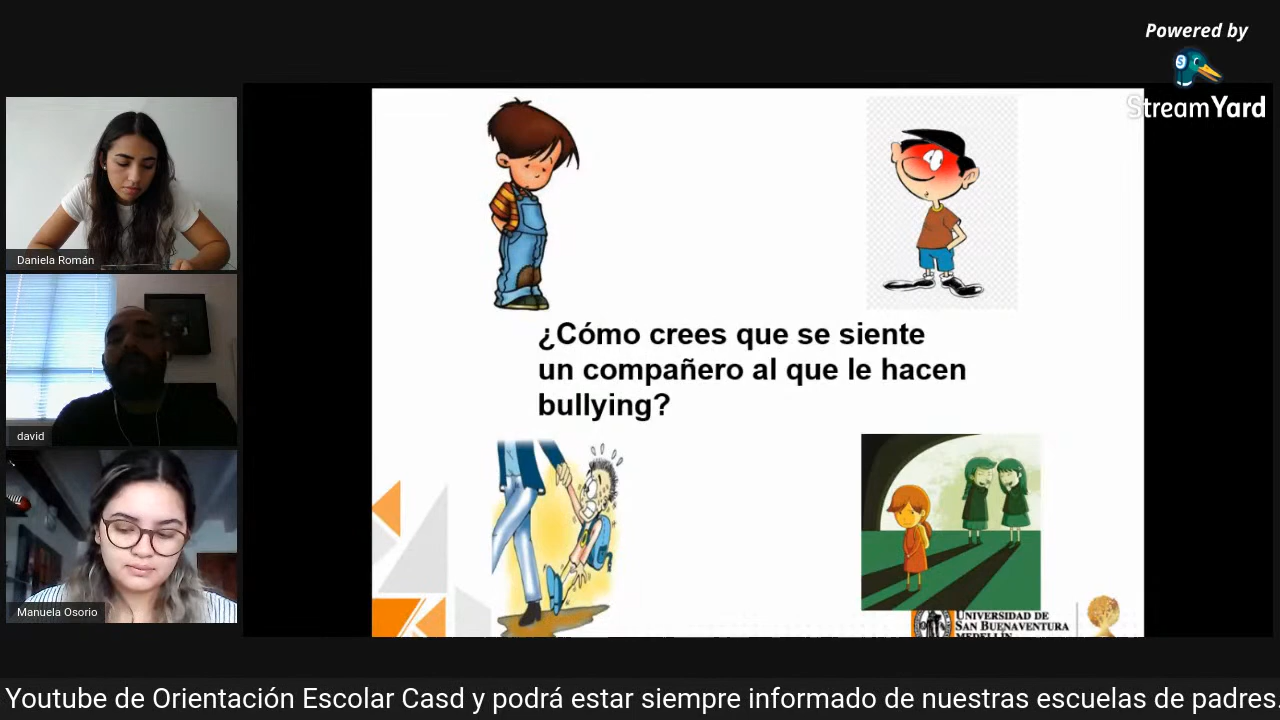 Powered by
StreamYard
Daniela Román
david
Manuela Osorio
¿Cómo crees que se siente
un compañero al que le hacen
bullying?
UNIVERSIDAD DE
SAN BUENAVENTURA
MEDELLÍN
Youtube de Orientación Escolar Casd y podrá estar siempre informado de nuestras escuelas de padres.